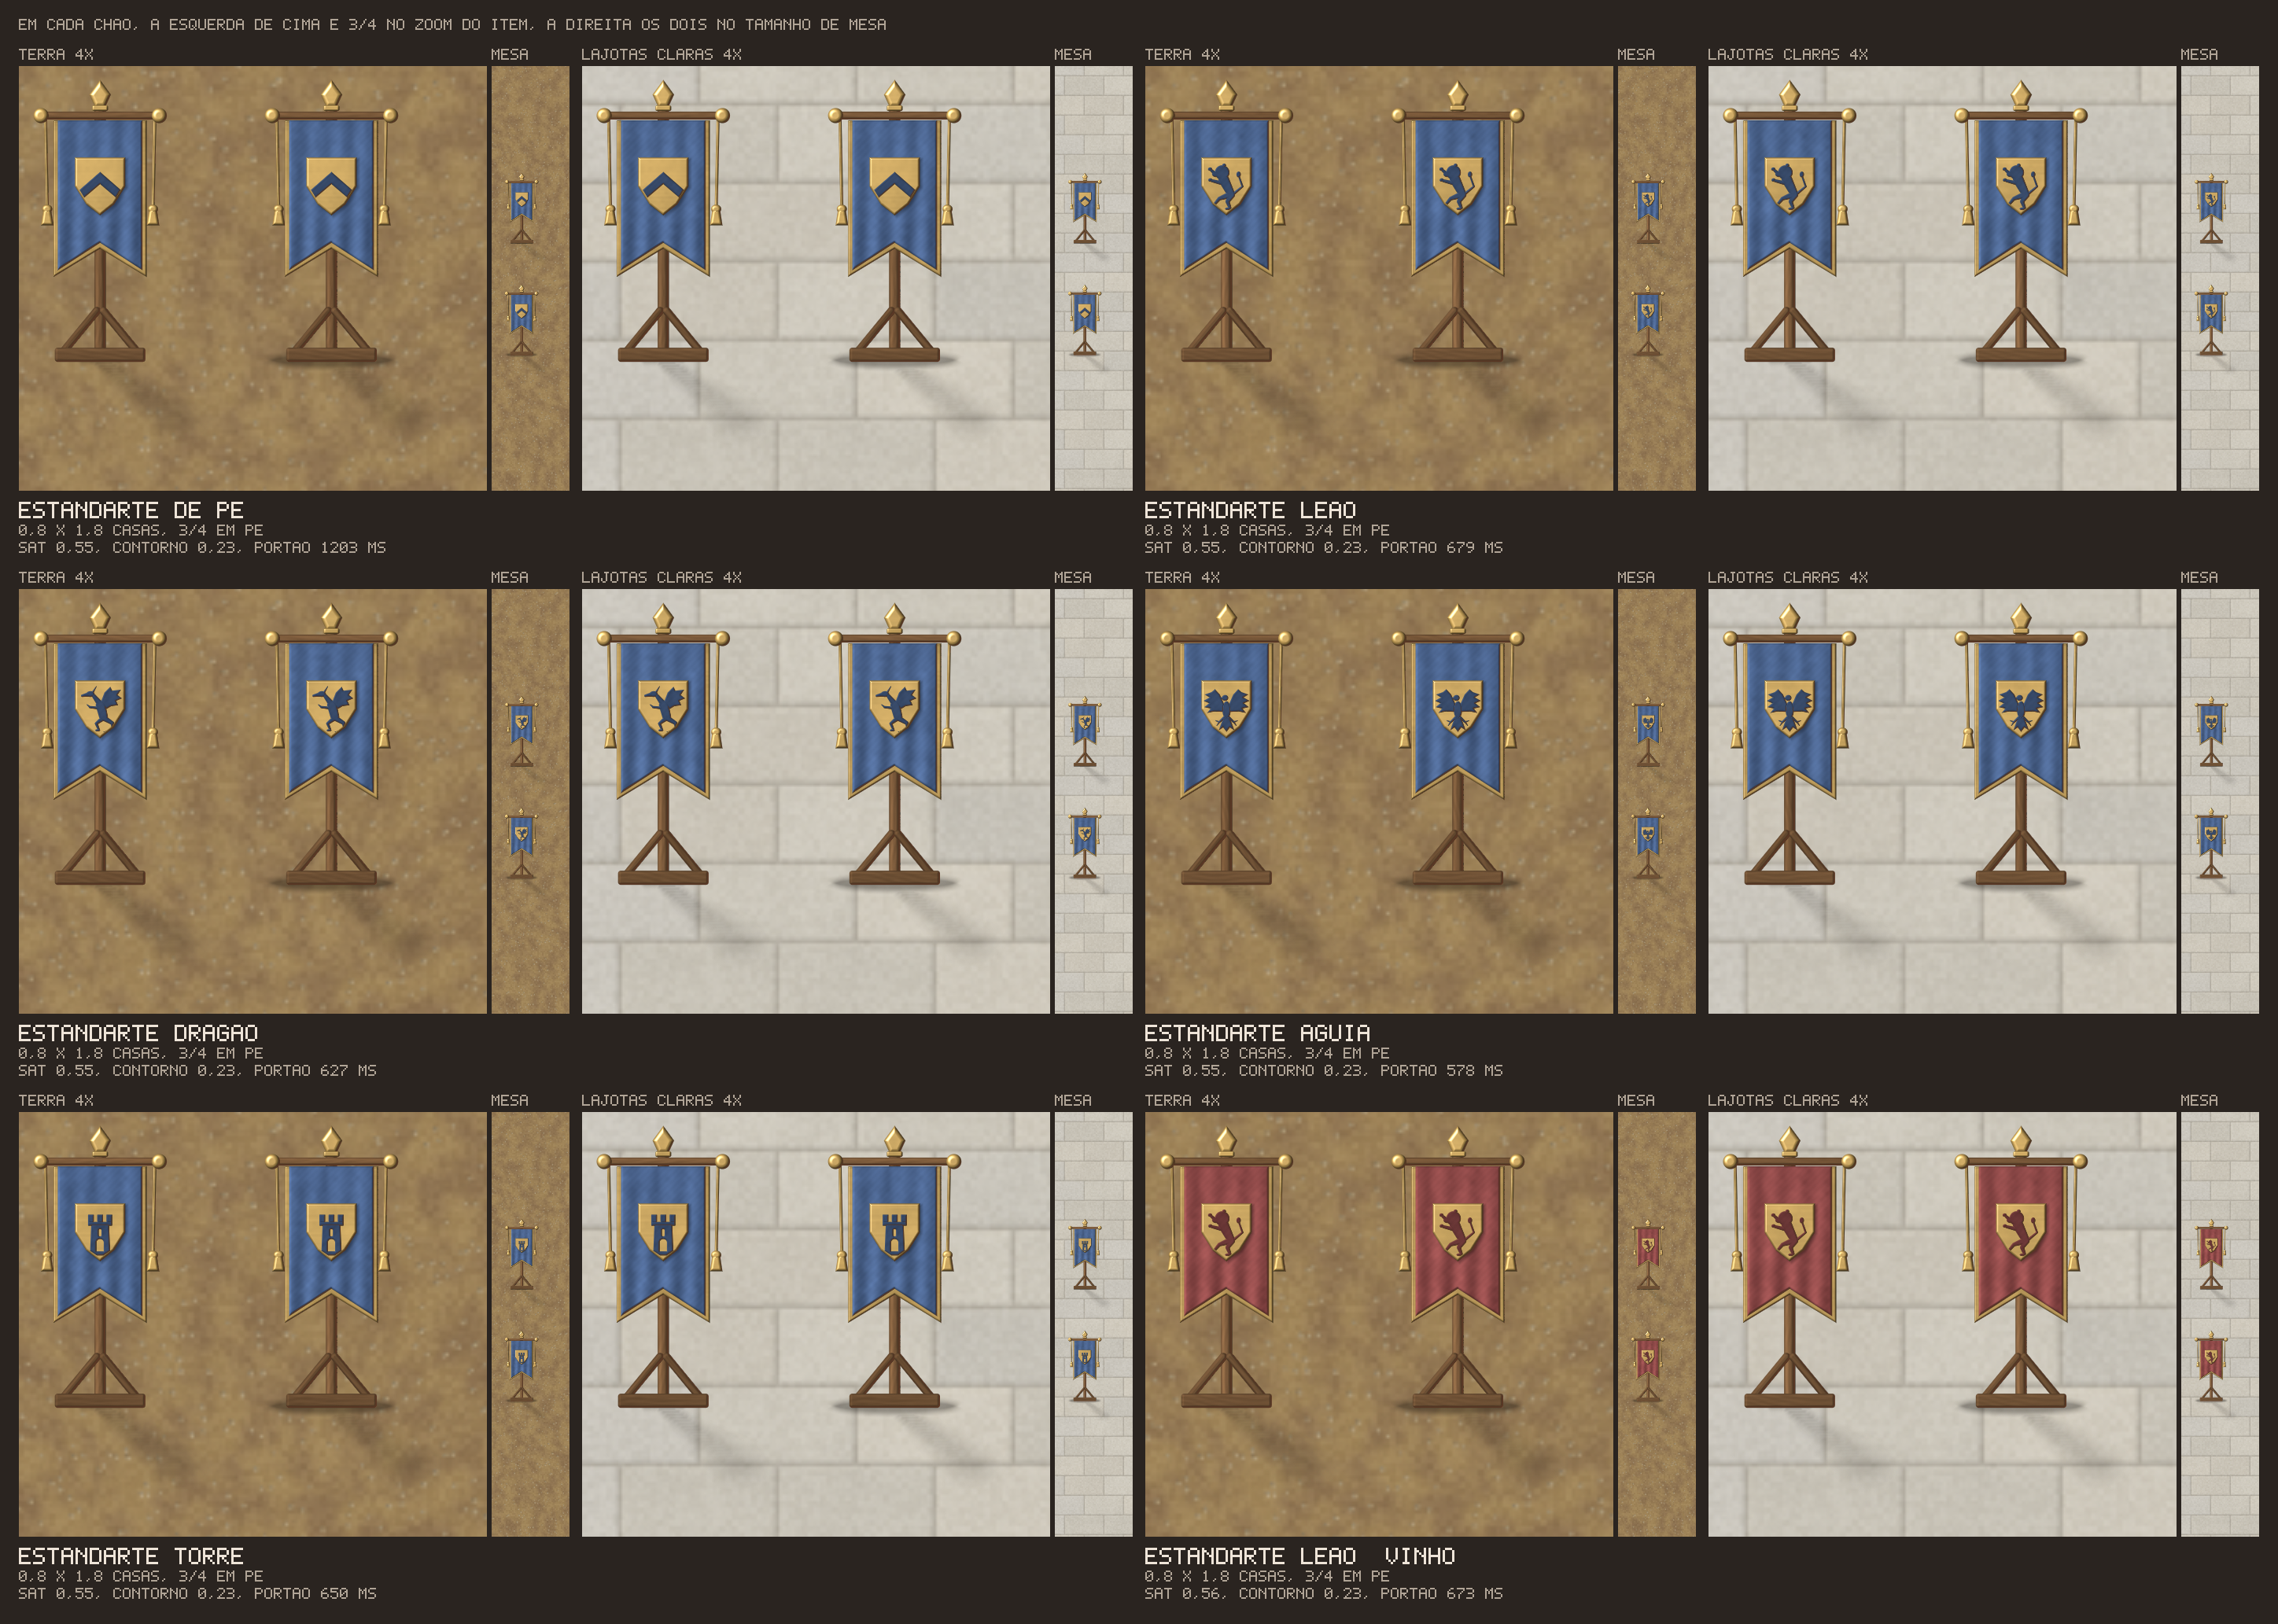 EM CADA CHAO, A ESQUERDA DE CIMA E 3/4 NO ZOOM DO ITEM, A DIREITA OS DOIS NO TAMANHO DE MESA
TERRA 4X MESA LAJOTAS CLARAS 4X MESA TERRA 4X MESA LAJOTAS CLARAS 4X MESA
ESTANDARTE DE PE
0,8 X 1,8 CASAS, 3/4 EM PE
SAT 0,55, CONTORNO 0,23, PORTAO 1203 MS
ESTANDARTE LEAO
0,8 X 1,8 CASAS, 3/4 EM PE
SAT 0,55, CONTORNO 0,23, PORTAO 679 MS
TERRA 4X MESA LAJOTAS CLARAS 4X MESA TERRA 4X MESA LAJOTAS CLARAS 4X MESA
ESTANDARTE DRAGAO
0,8 X 1,8 CASAS, 3/4 EM PE
SAT 0,55, CONTORNO 0,23, PORTAO 627 MS
ESTANDARTE AGUIA
0,8 X 1,8 CASAS, 3/4 EM PE
SAT 0,55, CONTORNO 0,23, PORTAO 578 MS
TERRA 4X MESA LAJOTAS CLARAS 4X MESA TERRA 4X MESA LAJOTAS CLARAS 4X MESA
ESTANDARTE TORRE
0,8 X 1,8 CASAS, 3/4 EM PE
SAT 0,55, CONTORNO 0,23, PORTAO 650 MS
ESTANDARTE LEAO VINHO
0,8 X 1,8 CASAS, 3/4 EM PE
SAT 0,56, CONTORNO 0,23, PORTAO 673 MS